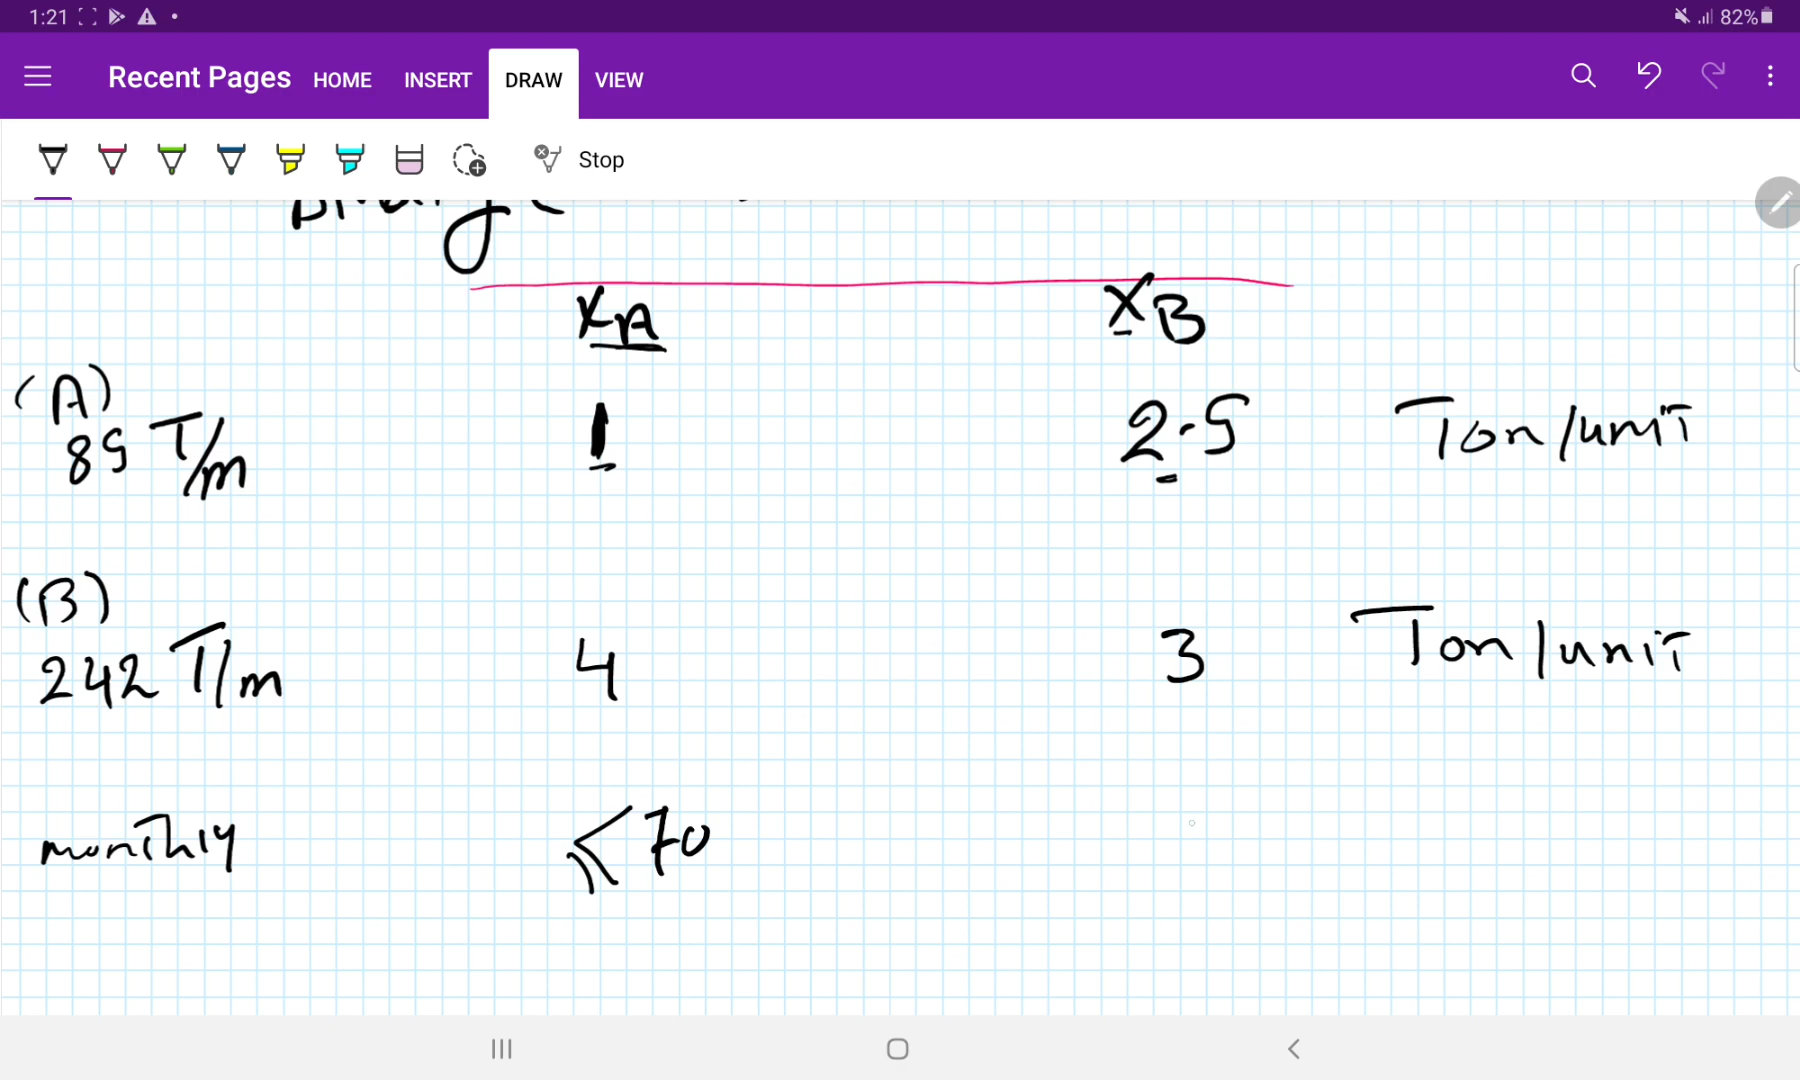 1:21
82%
Recent Pages HOME INSERT DRAW VIEW
Stop
XA XB
(A)
85 T/m 1 2.5 Ton/unit
(B)
242 T/m 4 3 Ton/unit
monthly ≤ 70